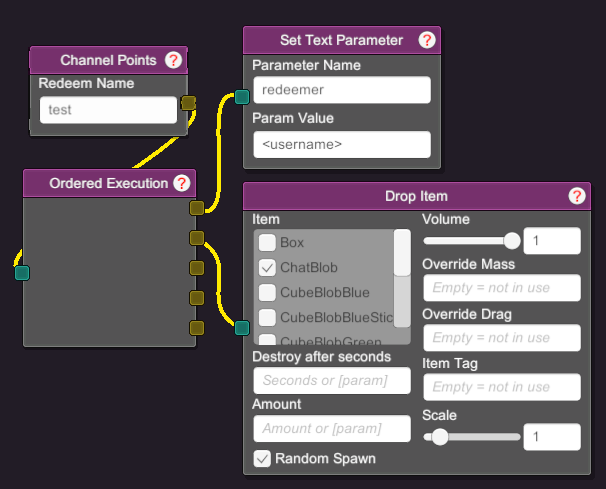 Channel Points ?
Redeem Name
test
Set Text Parameter ?
Parameter Name
redeemer
Param Value
<username>
Ordered Execution ?
Drop Item ?
Item
Box
ChatBlob
CubeBlobBlue
CubeBlobBlueStic
CubeBlobGreen
Destroy after seconds
Seconds or [param]
Amount
Amount or [param]
Random Spawn
Volume
1
Override Mass
Empty = not in use
Override Drag
Empty = not in use
Item Tag
Empty = not in use
Scale
1